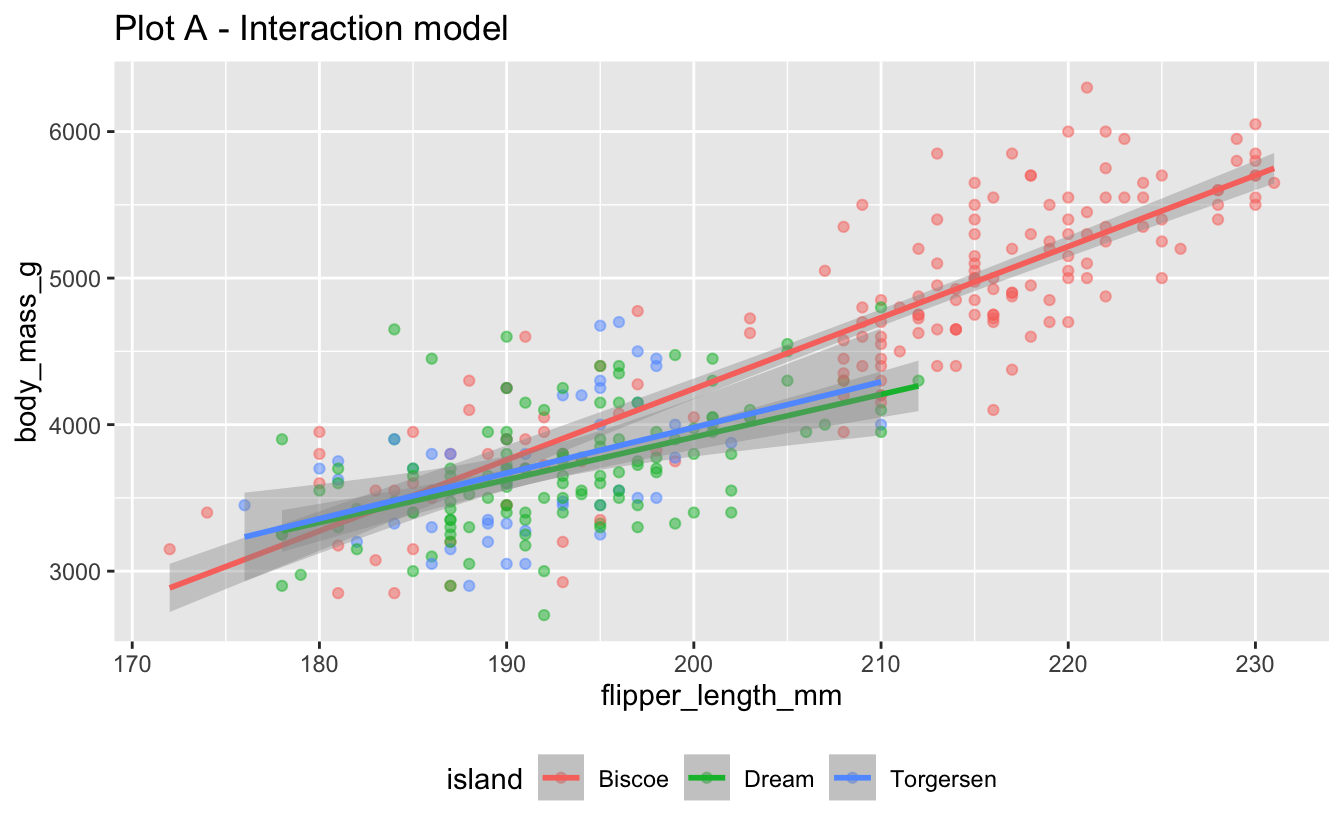 Plot A - Interaction model
body_mass_g
6000
5000
4000
3000
170 180 190 200 210 220 230
flipper_length_mm
island Biscoe Dream Torgersen